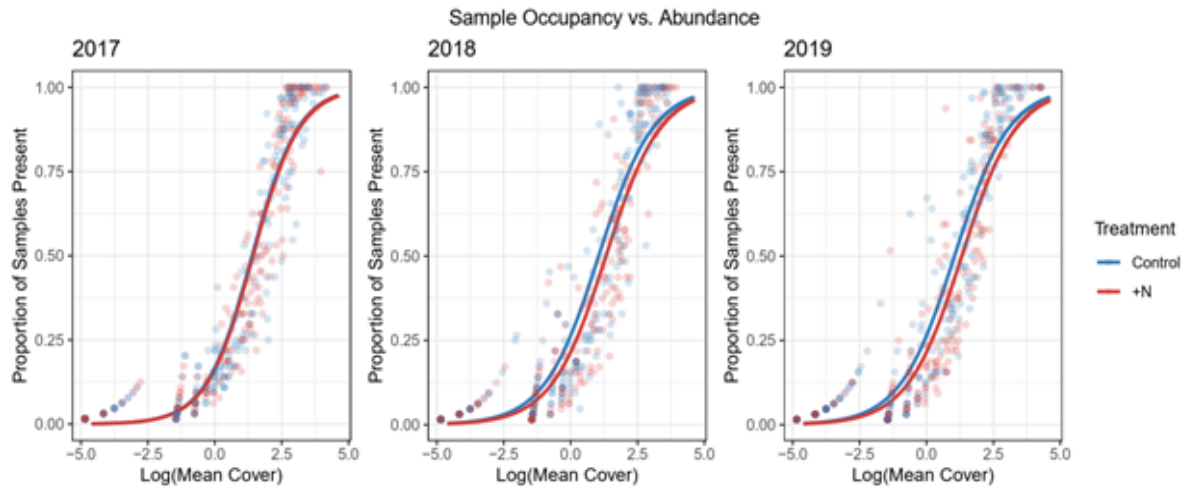 Sample Occupancy vs. Abundance
2017
2018
2019
Proportion of Samples Present
1.00
0.75
0.50
0.25
0.00
−5.0 −2.5 0.0 2.5 5.0
Log(Mean Cover)
Proportion of Samples Present
1.00
0.75
0.50
0.25
0.00
−5.0 −2.5 0.0 2.5 5.0
Log(Mean Cover)
Proportion of Samples Present
1.00
0.75
0.50
0.25
0.00
−5.0 −2.5 0.0 2.5 5.0
Log(Mean Cover)
Treatment
Control
+N